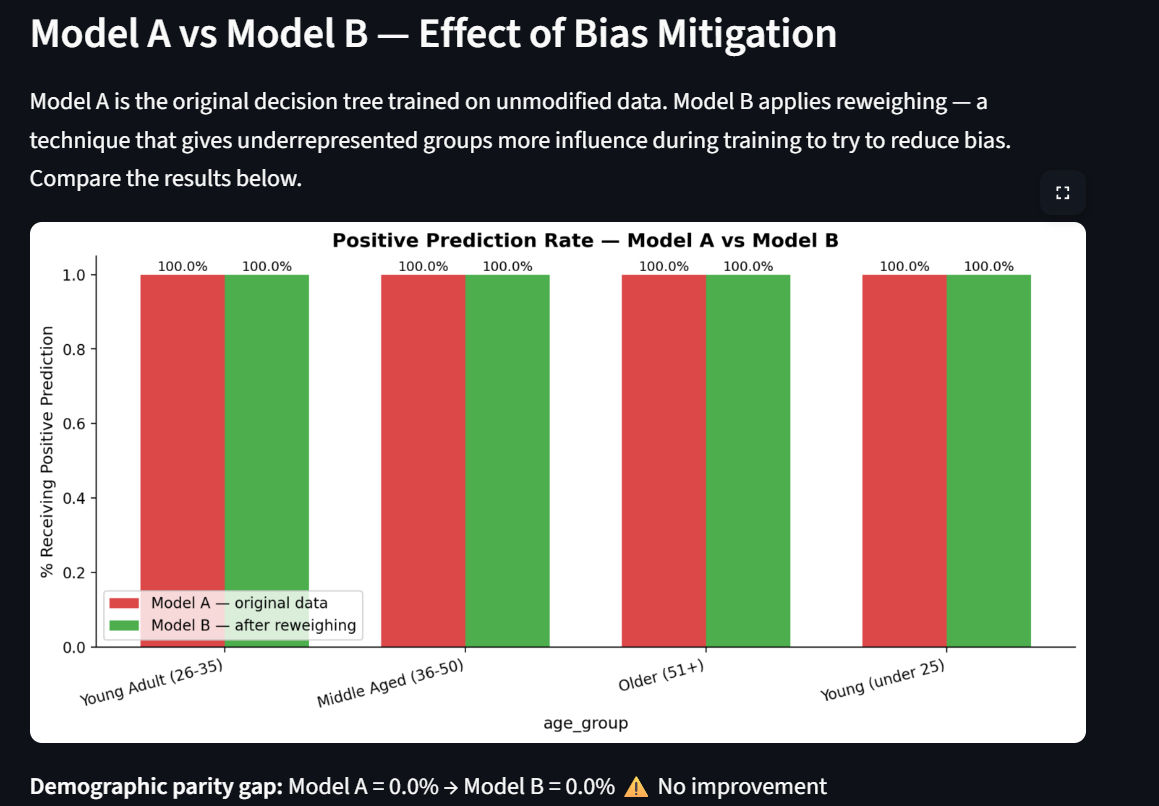 Model A vs Model B — Effect of Bias Mitigation
Model A is the original decision tree trained on unmodified data. Model B applies reweighing — a
technique that gives underrepresented groups more influence during training to try to reduce bias.
Compare the results below.
Positive Prediction Rate — Model A vs Model B
100.0% 100.0% 100.0% 100.0% 100.0% 100.0% 100.0% 100.0%
% Receiving Positive Prediction
1.0
0.8
0.6
0.4
0.2
0.0
Model A — original data
Model B — after reweighing
Young Adult (26-35)
Middle Aged (36-50)
Older (51+)
Young (under 25)
age_group
Demographic parity gap: Model A = 0.0% → Model B = 0.0% ⚠️ No improvement